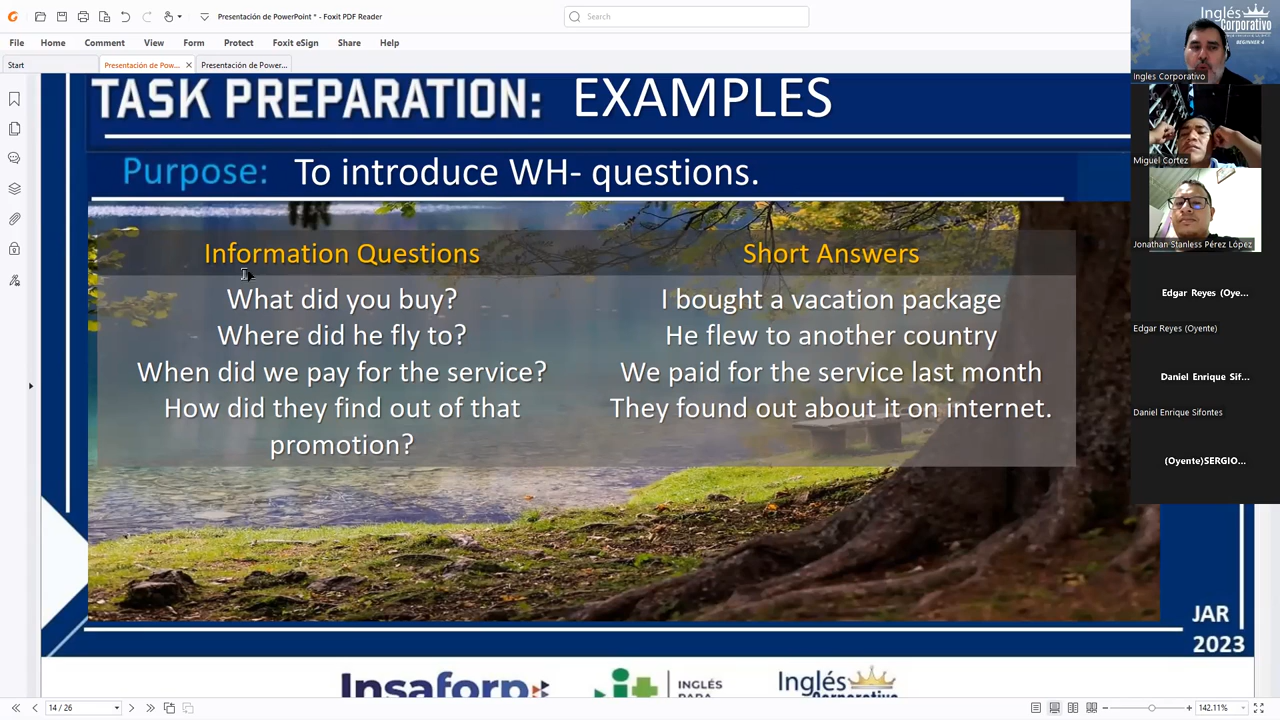 Presentación de PowerPoint * - Foxit PDF Reader
Search
File Home Comment View Form Protect Foxit eSign Share Help
Start
Presentación de Pow...
Presentación de Power...
TASK PREPARATION: EXAMPLES
Purpose: To introduce WH- questions.
Information Questions Short Answers
What did you buy? I bought a vacation package
Where did he fly to? He flew to another country
When did we pay for the service? We paid for the service last month
How did they find out of that They found out about it on internet.
promotion?
JAR
2023
Insaforp
INGLÉS
PARA
Inglés
Corporativo
14 / 26
142.11%
Inglés
Corporativo
BEGINNER 4
Ingles Corporativo
Miguel Cortez
Jonathan Stanless Pérez López
Edgar Reyes (Oye...
Edgar Reyes (Oyente)
Daniel Enrique Sif...
Daniel Enrique Sifontes
(Oyente)SERGIO...